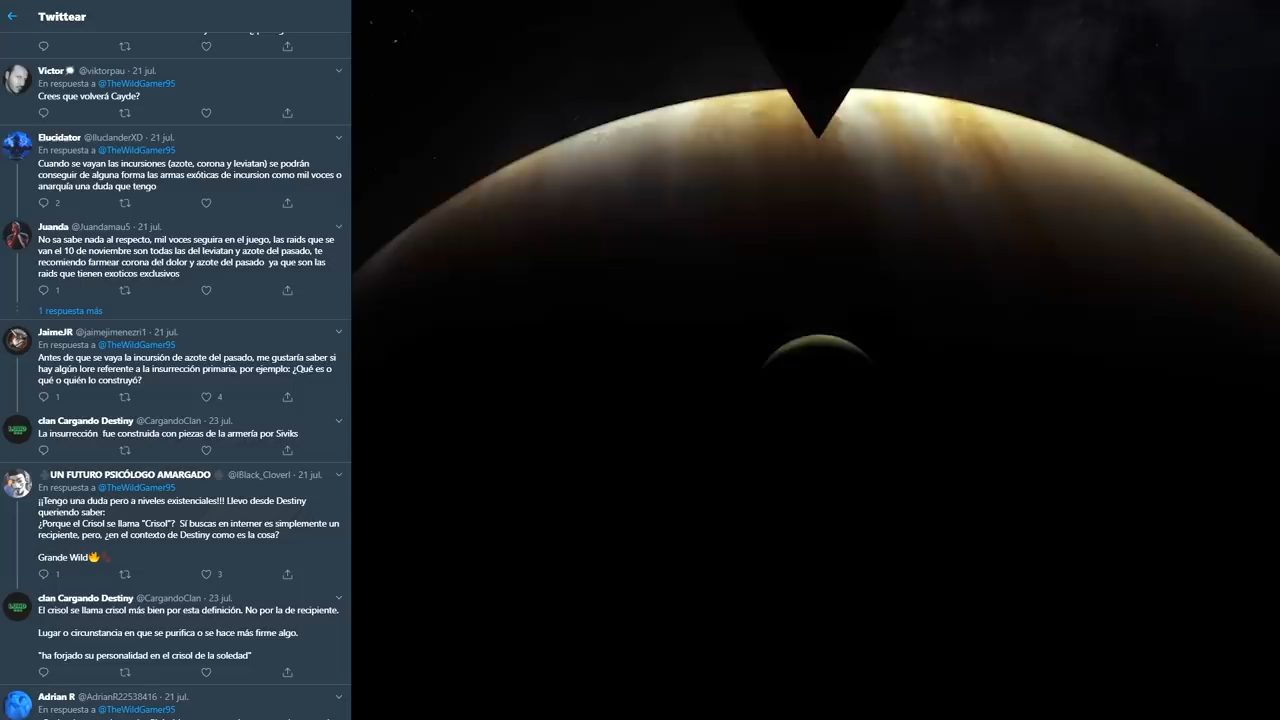 Twittear
Victor @viktorpau · 21 jul.
En respuesta a @TheWildGamer95
Crees que volverá Cayde?
Elucidator @IluclanderXD · 21 jul.
En respuesta a @TheWildGamer95
Cuando se vayan las incursiones (azote, corona y leviatan) se podrán
conseguir de alguna forma las armas exóticas de incursion como mil voces o
anarquía una duda que tengo
2
Juanda @Juandamau5 · 21 jul.
No sa sabe nada al respecto, mil voces seguira en el juego, las raids que se
van el 10 de noviembre son todas las del leviatan y azote del pasado, te
recomiendo farmear corona del dolor y azote del pasado ya que son las
raids que tienen exoticos exclusivos
1
1 respuesta más
JaimeJR @jaimejimenezri1 · 21 jul.
En respuesta a @TheWildGamer95
Antes de que se vaya la incursión de azote del pasado, me gustaría saber si
hay algún lore referente a la insurrección primaria, por ejemplo: ¿Qué es o
qué o quién lo construyó?
1 4
clan Cargando Destiny @CargandoClan · 23 jul.
La insurrección fue construida con piezas de la armería por Siviks
UN FUTURO PSICÓLOGO AMARGADO @IBlack_CloverI · 21 jul.
En respuesta a @TheWildGamer95
¡¡Tengo una duda pero a niveles existenciales!!! Llevo desde Destiny
queriendo saber:
¿Porque el Crisol se llama "Crisol"? Sí buscas en interner es simplemente un
recipiente, pero, ¿en el contexto de Destiny como es la cosa?
Grande Wild
1 3
clan Cargando Destiny @CargandoClan · 23 jul.
El crisol se llama crisol más bien por esta definición. No por la de recipiente.
Lugar o circunstancia en que se purifica o se hace más firme algo.
"ha forjado su personalidad en el crisol de la soledad"
Adrian R @AdrianR22538416 · 21 jul.
En respuesta a @TheWildGamer95